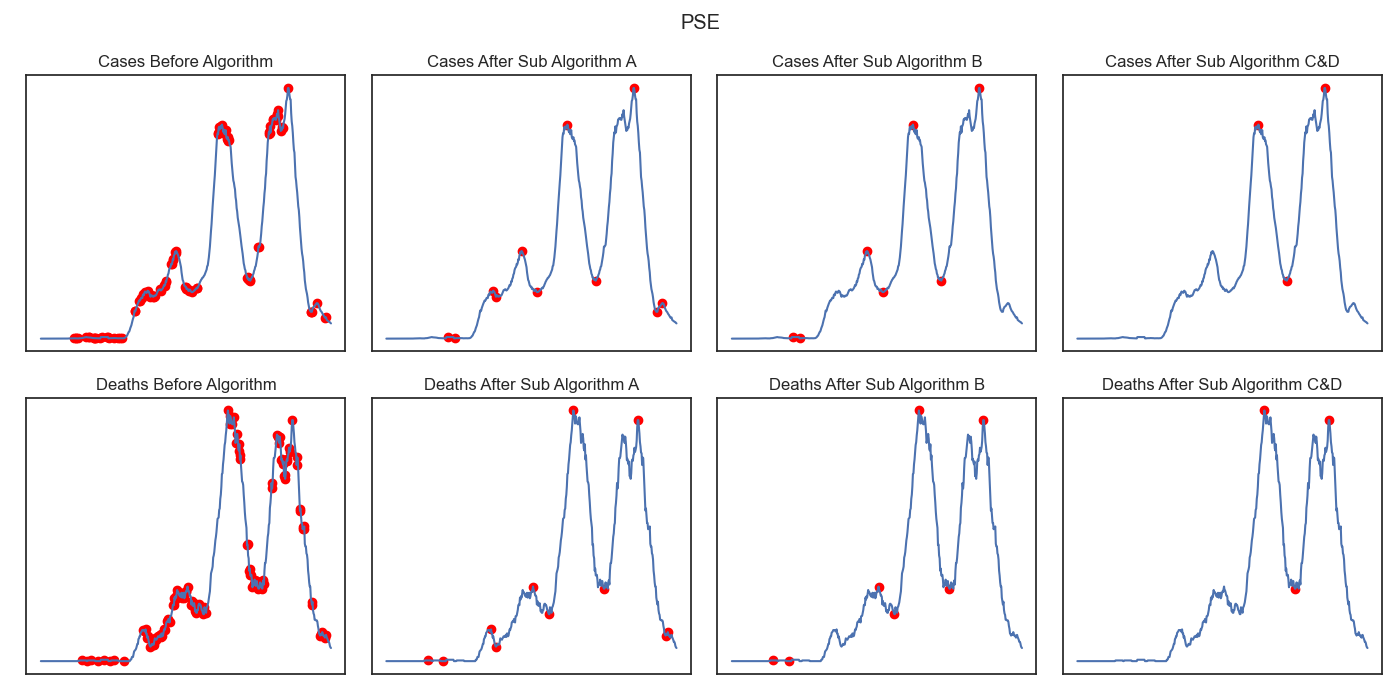 PSE
Cases Before Algorithm
Cases After Sub Algorithm A
Cases After Sub Algorithm B
Cases After Sub Algorithm C&D
Deaths Before Algorithm
Deaths After Sub Algorithm A
Deaths After Sub Algorithm B
Deaths After Sub Algorithm C&D